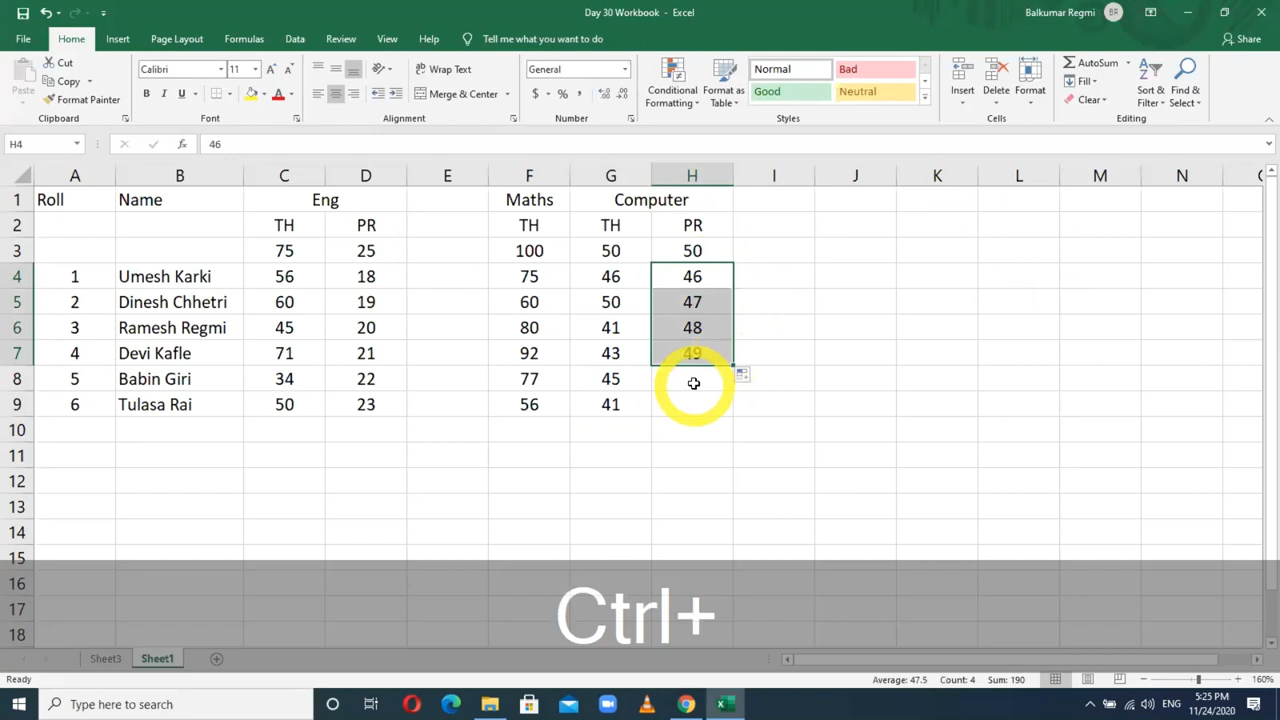 Day 30 Workbook - Excel
Balkumar Regmi BR
File Home Insert Page Layout Formulas Data Review View Help Tell me what you want to do Share
Paste Cut Copy Format Painter Clipboard
Calibri 11 A A B I U A Font
ab Wrap Text Merge & Center Alignment
General $ % , Number
Conditional Formatting Format as Table Normal Bad Good Neutral Styles
Insert Delete Format Cells
AutoSum Fill Clear Sort & Filter Find & Select Editing
H4 fx 46
A B C D E F G H I J K L M N
1 Roll Name Eng Maths Computer
2 TH PR TH TH PR
3 75 25 100 50 50
4 1 Umesh Karki 56 18 75 46 46
5 2 Dinesh Chhetri 60 19 60 50 47
6 3 Ramesh Regmi 45 20 80 41 48
7 4 Devi Kafle 71 21 92 43 49
8 5 Babin Giri 34 22 77 45
9 6 Tulasa Rai 50 23 56 41
10
11
12
13
14
15
16
17
18
Ctrl+
Sheet3 Sheet1
Ready Average: 47.5 Count: 4 Sum: 190 160%
Type here to search ENG 5:25 PM
11/24/2020